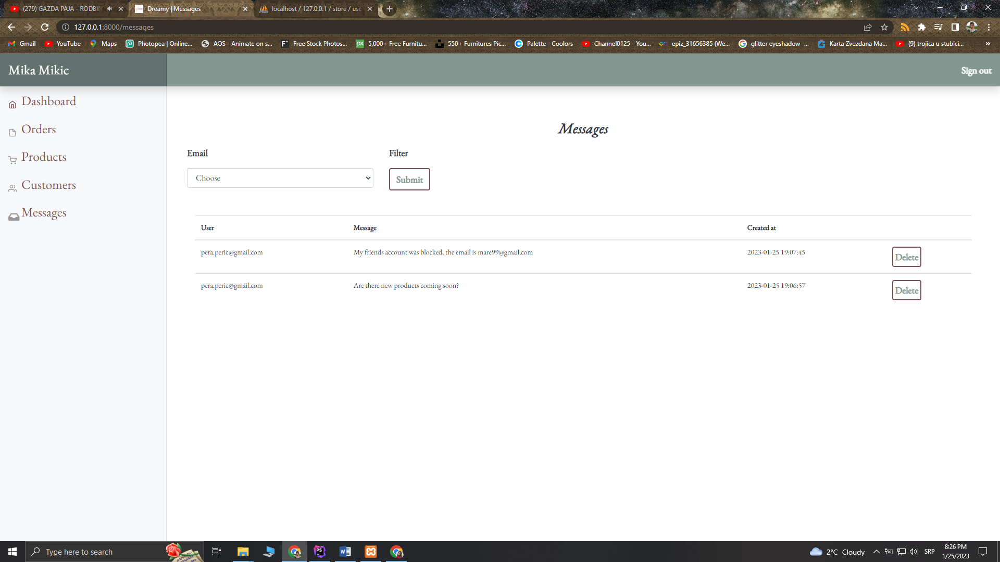 (279) GAZDA PAJA - RODBIN
Dreamy | Messages
localhost / 127.0.0.1 / store / use
127.0.0.1:8000/messages
Gmail
YouTube
Maps
Photopea | Online...
AOS - Animate on s...
Free Stock Photos...
5,000+ Free Furnitu...
550+ Furnitures Pic...
Palette - Coolors
Channel0125 - You...
epiz_31656385 (We...
glitter eyeshadow -...
Karta Zvezdana Ma...
(9) trojica u stubici...
»
Mika Mikic
Sign out
Dashboard
Orders
Products
Customers
Messages
Messages
Email
Filter
Choose
Submit
User Message Created at
pera.peric@gmail.com My friends account was blocked, the email is mare99@gmail.com 2023-01-25 19:07:45 Delete
pera.peric@gmail.com Are there new products coming soon? 2023-01-25 19:06:57 Delete
Type here to search
2°C Cloudy
SRP
8:26 PM
1/25/2023